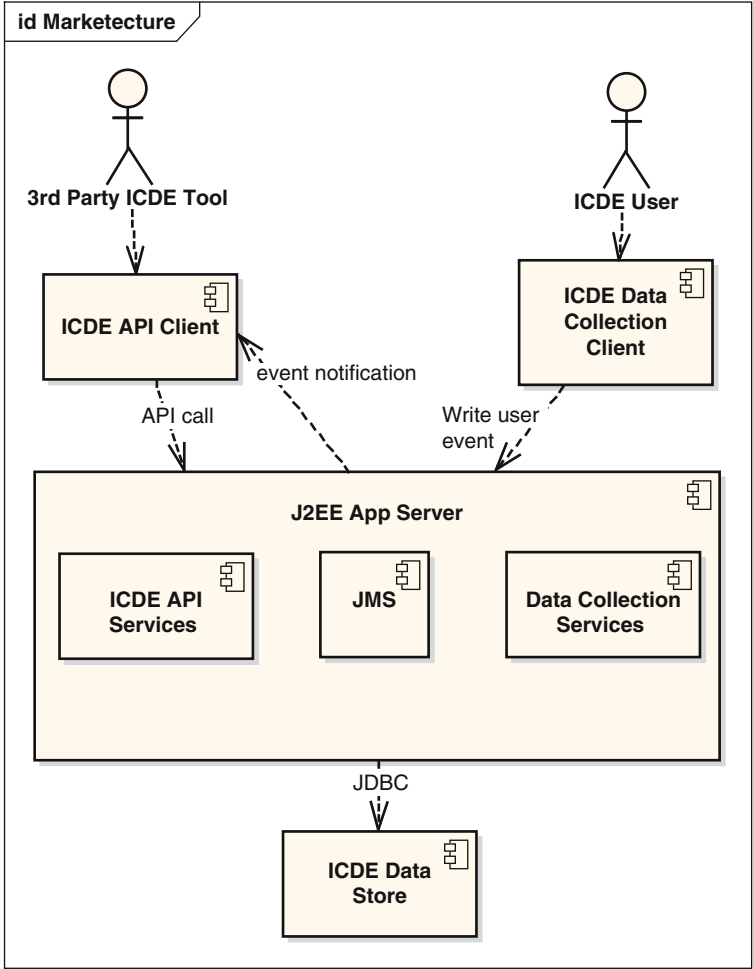 id Marketecture
3rd Party ICDE Tool
ICDE User
ICDE API Client
ICDE Data
Collection
Client
event notification
API call
Write user
event
J2EE App Server
ICDE API
Services
JMS
Data Collection
Services
JDBC
ICDE Data
Store